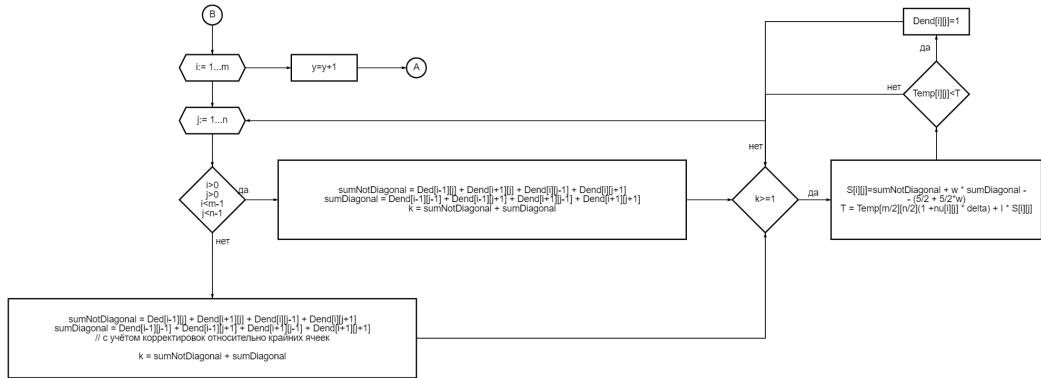 B
i:= 1...m
y=y+1
A
j:= 1...n
i>0
j>0
i<m-1
j<n-1
да
нет
sumNotDiagonal = Ded[i-1][j] + Dend[i+1][j] + Dend[i][j-1] + Dend[i][j+1]
sumDiagonal = Dend[i-1][j-1] + Dend[i-1][j+1] + Dend[i+1][j-1] + Dend[i+1][j+1]
k = sumNotDiagonal + sumDiagonal
sumNotDiagonal = Ded[i-1][j] + Dend[i+1][j] + Dend[i][j-1] + Dend[i][j+1]
sumDiagonal = Dend[i-1][j-1] + Dend[i-1][j+1] + Dend[i+1][j-1] + Dend[i+1][j+1]
// с учётом корректировок относительно крайних ячеек
k = sumNotDiagonal + sumDiagonal
нет
k>=1
да
S[i][j]=sumNotDiagonal + w * sumDiagonal -
- (5/2 + 5/2*w)
T = Temp[m/2][n/2](1 +nu[i][j] * delta) + l * S[i][j]
Temp[i][j]<T
нет
да
Dend[i][j]=1